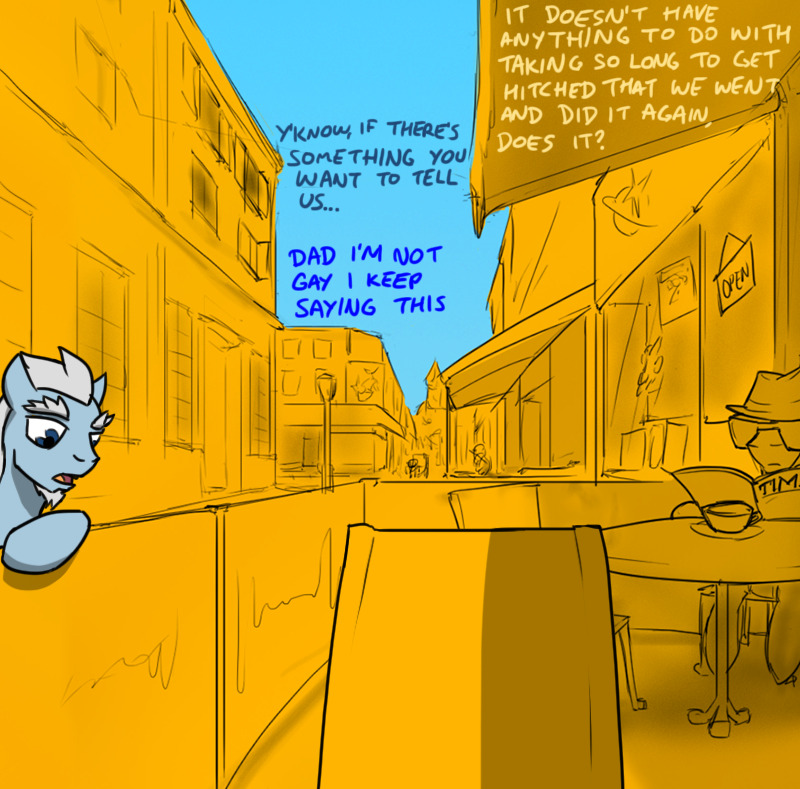 IT DOESN'T HAVE
ANYTHING TO DO WITH
TAKING SO LONG TO GET
HITCHED THAT WE WENT
AND DID IT AGAIN,
DOES IT?
Y'KNOW, IF THERE'S
SOMETHING YOU
WANT TO TELL
US...
DAD I'M NOT
GAY I KEEP
SAYING THIS
OPEN
TIM